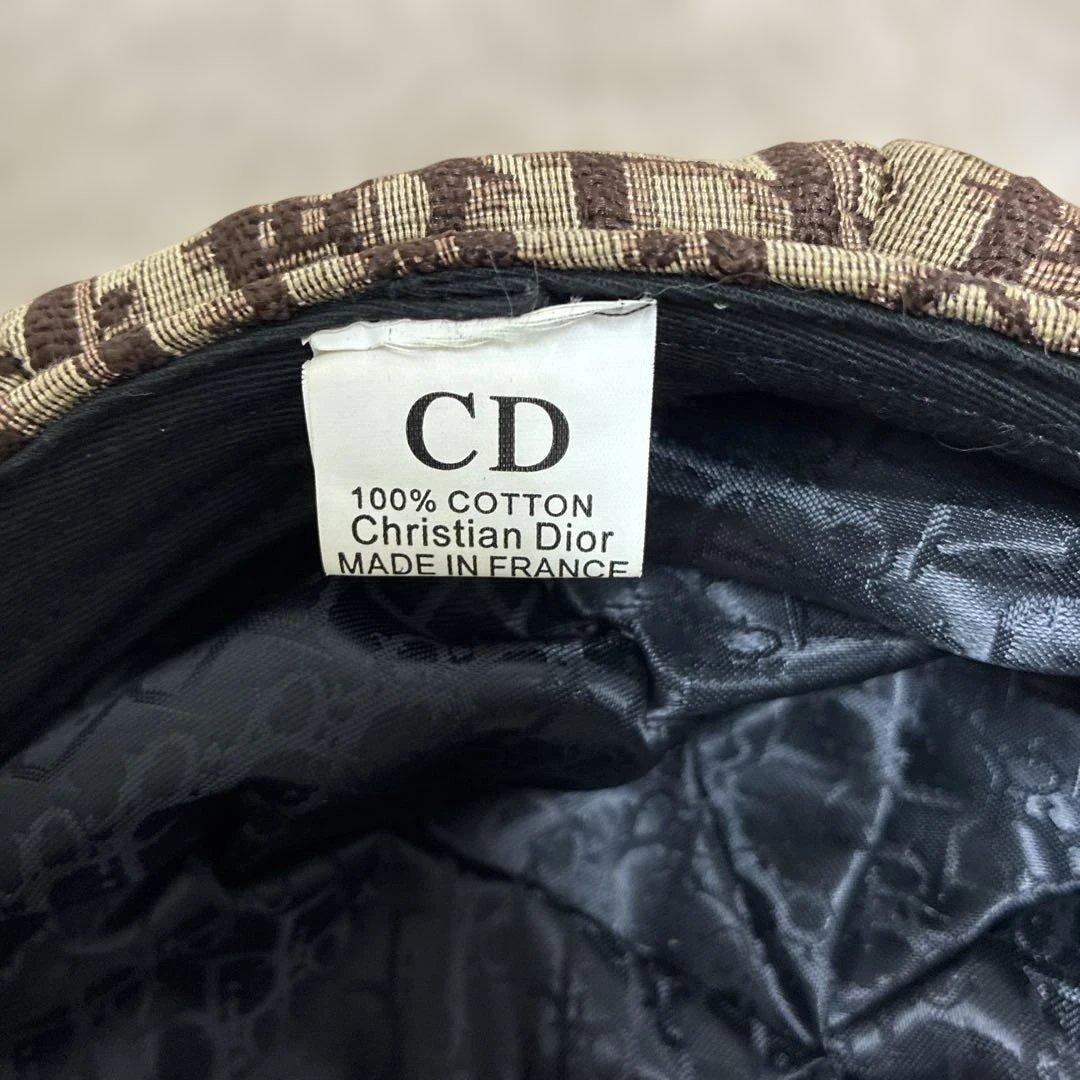 CD
100% COTTON
Christian Dior
MADE IN FRANCE